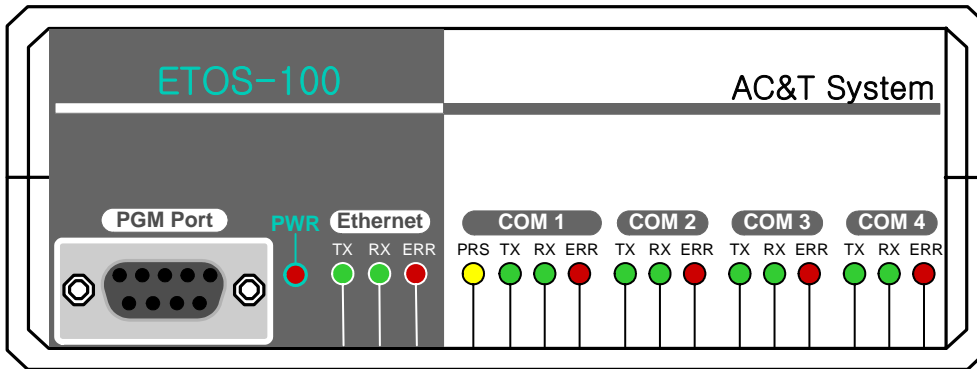 ETOS-100
AC&T System
PGM Port
PWR
Ethernet
COM 1
COM 2
COM 3
COM 4
TX RX ERR
PRS TX RX ERR
TX RX ERR
TX RX ERR
TX RX ERR